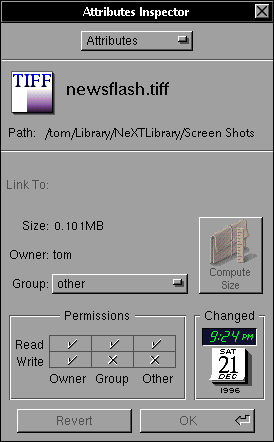 Attributes Inspector
Attributes
TIFF
newsflash.tiff
Path: /tom/Library/NeXTLibrary/Screen Shots
Link To:
Size: 0.101MB
Owner: tom
Group: other
Compute
Size
Permissions
Read
Write
Owner Group Other
Changed
9:24 PM
SAT
21
DEC
1996
Revert
OK